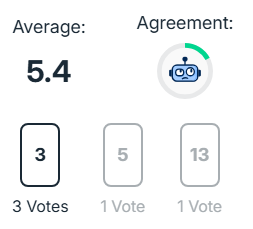 Average: Agreement:
5.4
3 5 13
3 Votes 1 Vote 1 Vote